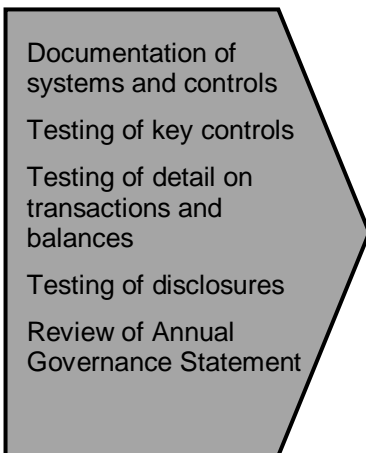 Documentation of
systems and controls
Testing of key controls
Testing of detail on
transactions and
balances
Testing of disclosures
Review of Annual
Governance Statement